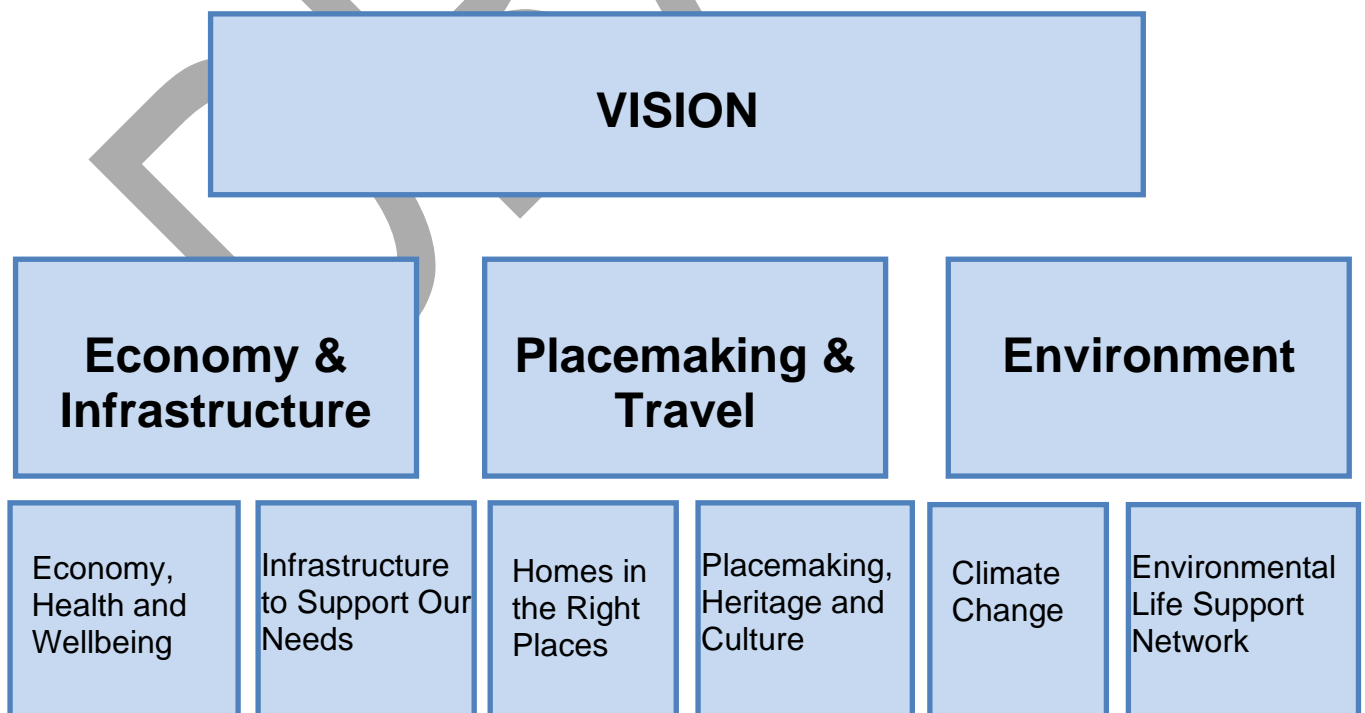 VISION
Economy &
Infrastructure
Placemaking &
Travel
Environment
Economy,
Health and
Wellbeing
Infrastructure
to Support Our
Needs
Homes in
the Right
Places
Placemaking,
Heritage and
Culture
Climate
Change
Environmental
Life Support
Network